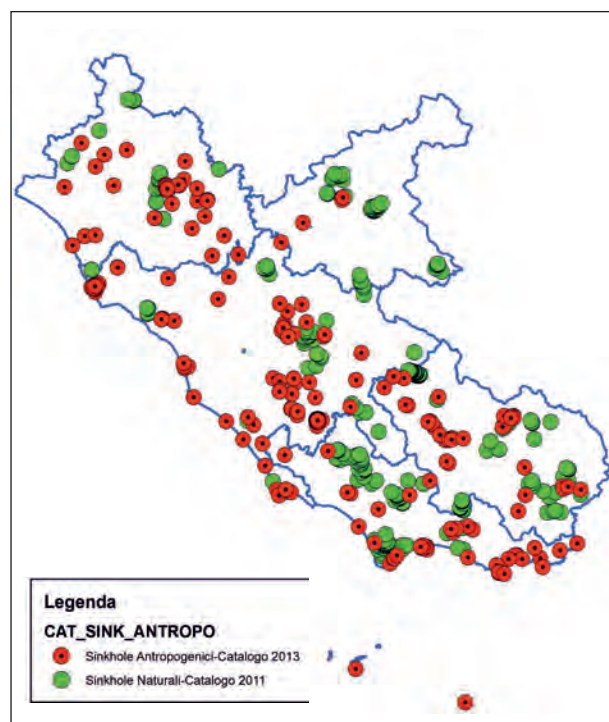 Legenda
CAT_SINK_ANTROPO
Sinkhole Antropogenici-Catalogo 2013
Sinkhole Naturali-Catalogo 2011